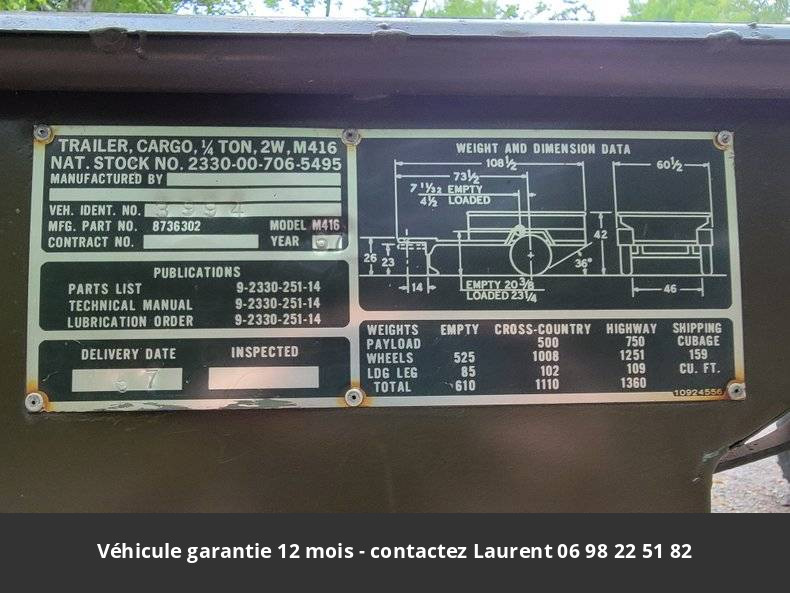 TRAILER, CARGO, ¼ TON, 2W, M416
NAT. STOCK NO. 2330-00-706-5495
MANUFACTURED BY
VEH. IDENT. NO. 3994
MFG. PART NO. 8736302 MODEL M416
CONTRACT NO. YEAR 67
PUBLICATIONS
PARTS LIST 9-2330-251-14
TECHNICAL MANUAL 9-2330-251-14
LUBRICATION ORDER 9-2330-251-14
DELIVERY DATE INSPECTED
67
WEIGHT AND DIMENSION DATA
108½
73½
60½
7 11⁄32 EMPTY
4½ LOADED
42
26
23
36°
14
EMPTY 20 3⁄8
LOADED 23¼
46
WEIGHTS EMPTY CROSS-COUNTRY HIGHWAY SHIPPING
PAYLOAD 500 750 CUBAGE
WHEELS 525 1008 1251 159
LDG LEG 85 102 109 CU. FT.
TOTAL 610 1110 1360
10924556
Véhicule garantie 12 mois - contactez Laurent 06 98 22 51 82